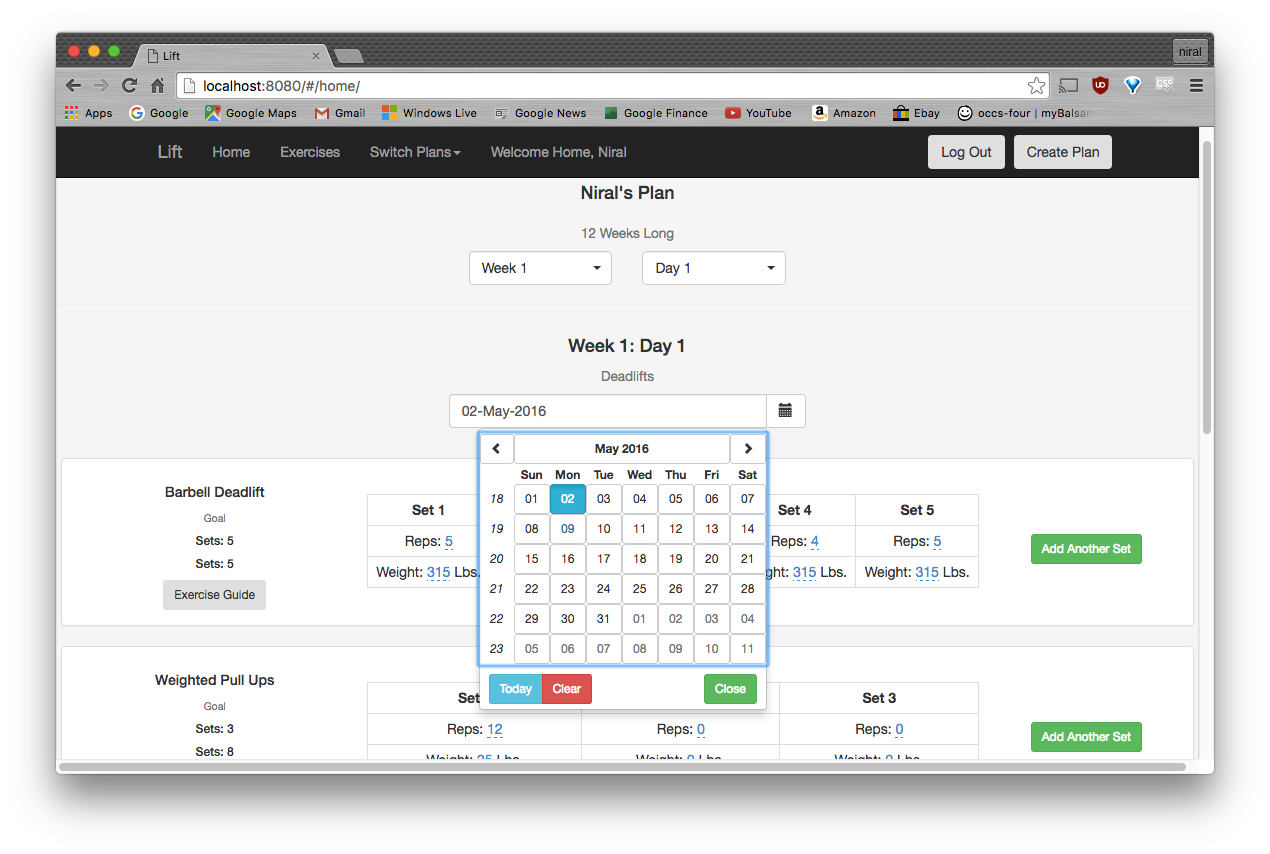 Lift
niral
localhost:8080/#/home/
Apps Google Google Maps Gmail Windows Live Google News Google Finance YouTube Amazon Ebay occs-four | myBalsar
Lift Home Exercises Switch Plans Welcome Home, Niral Log Out Create Plan
Niral's Plan
12 Weeks Long
Week 1 Day 1
Week 1: Day 1
Deadlifts
02-May-2016
May 2016
Sun Mon Tue Wed Thu Fri Sat
18 01 02 03 04 05 06 07
19 08 09 10 11 12 13 14
20 15 16 17 18 19 20 21
21 22 23 24 25 26 27 28
22 29 30 31 01 02 03 04
23 05 06 07 08 09 10 11
Today Clear Close
Barbell Deadlift
Goal
Sets: 5
Sets: 5
Exercise Guide
Set 1 Set 4 Set 5
Reps: 5 Reps: 4 Reps: 5
Weight: 315 Lbs. ght: 315 Lbs. Weight: 315 Lbs.
Add Another Set
Weighted Pull Ups
Goal
Sets: 3
Sets: 8
Set Set 3
Reps: 12 Reps: 0 Reps: 0
Weight: 25 Lbs. Weight: 0 Lbs. Weight: 0 Lbs.
Add Another Set